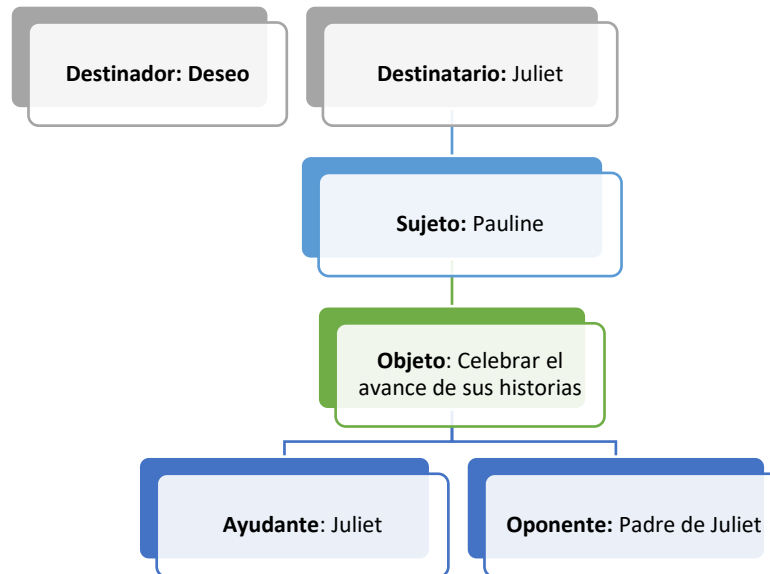 Destinador: Deseo
Destinatario: Juliet
Sujeto: Pauline
Objeto: Celebrar el
avance de sus historias
Ayudante: Juliet
Oponente: Padre de Juliet